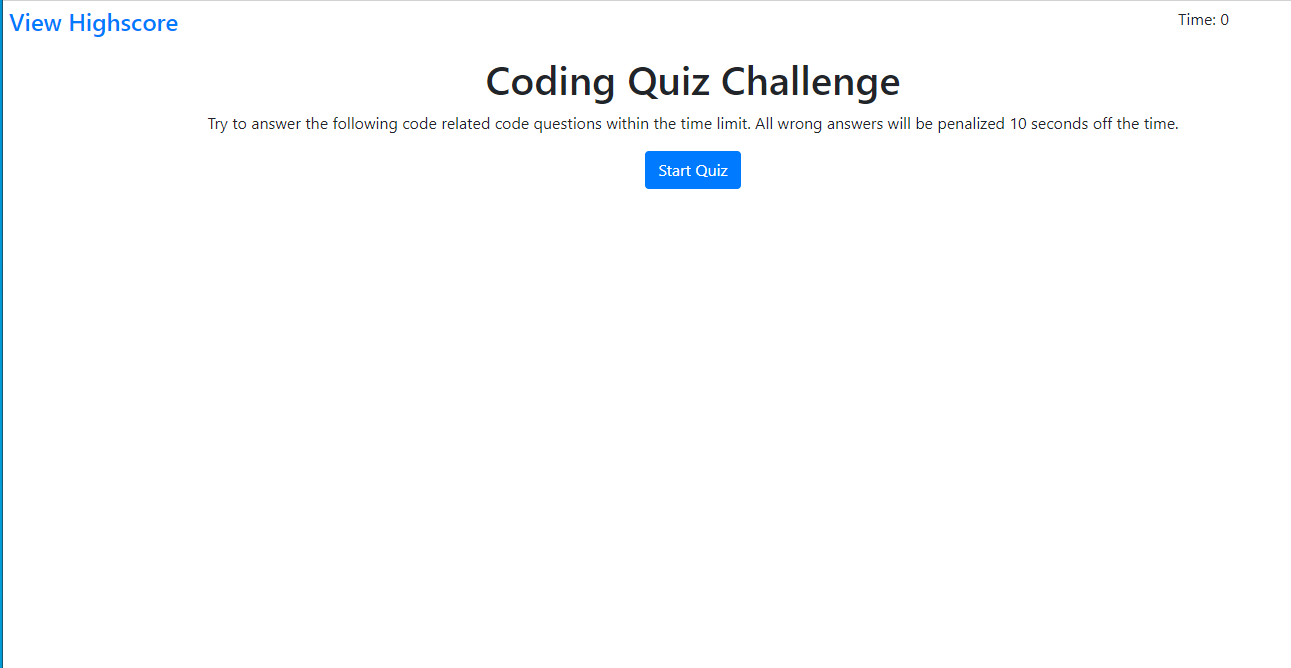 View Highscore
Time: 0
Coding Quiz Challenge
Try to answer the following code related code questions within the time limit. All wrong answers will be penalized 10 seconds off the time.
Start Quiz